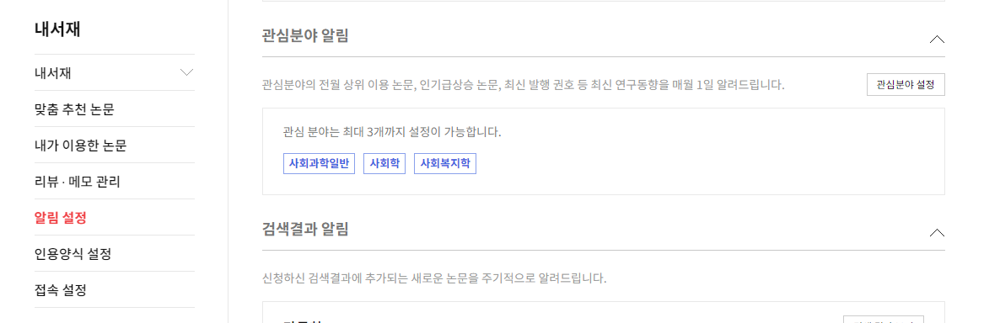 내서재
내서재
맞춤 추천 논문
내가 이용한 논문
리뷰 · 메모 관리
알림 설정
인용양식 설정
접속 설정
관심분야 알림
관심분야의 전월 상위 이용 논문, 인기급상승 논문, 최신 발행 권호 등 최신 연구동향을 매월 1일 알려드립니다.
관심분야 설정
관심 분야는 최대 3개까지 설정이 가능합니다.
사회과학일반 사회학 사회복지학
검색결과 알림
신청하신 검색결과에 추가되는 새로운 논문을 주기적으로 알려드립니다.